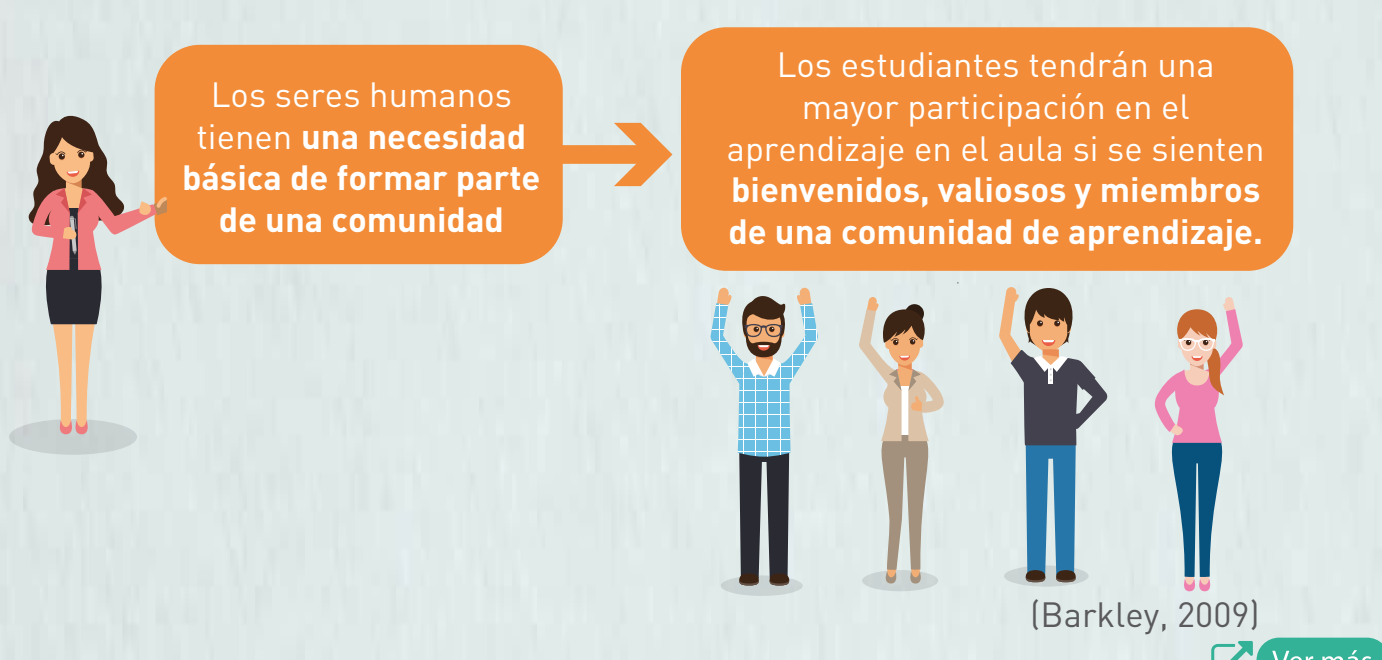 Los seres humanos
tienen una necesidad
básica de formar parte
de una comunidad
Los estudiantes tendrán una
mayor participación en el
aprendizaje en el aula si se sienten
bienvenidos, valiosos y miembros
de una comunidad de aprendizaje.
(Barkley, 2009)
Ver más